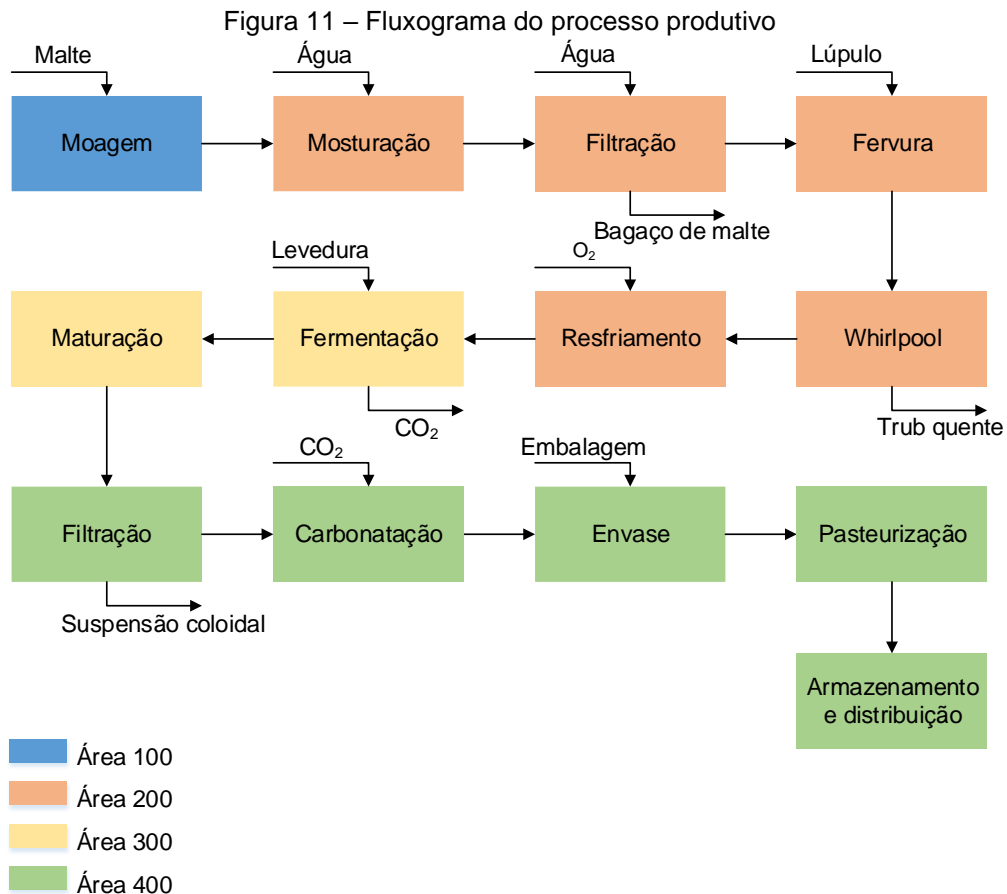 Figura 11 – Fluxograma do processo produtivo
Malte
Água
Água
Lúpulo
Moagem
Mosturação
Filtração
Fervura
Bagaço de malte
Levedura
O₂
Maturação
Fermentação
Resfriamento
Whirlpool
CO₂
Trub quente
CO₂
Embalagem
Filtração
Carbonatação
Envase
Pasteurização
Suspensão coloidal
Armazenamento
e distribuição
Área 100
Área 200
Área 300
Área 400